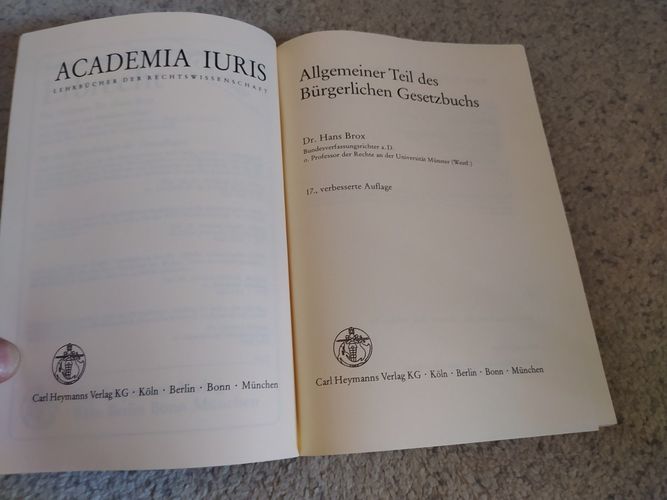 ACADEMIA IURIS
LEHRBÜCHER DER RECHTSWISSENSCHAFT
Carl Heymanns Verlag KG · Köln · Berlin · Bonn · München
Allgemeiner Teil des
Bürgerlichen Gesetzbuchs
Dr. Hans Brox
Bundesverfassungsrichter a.D.
o. Professor der Rechte an der Universität Münster (Westf.)
17., verbesserte Auflage
Carl Heymanns Verlag KG · Köln · Berlin · Bonn · München